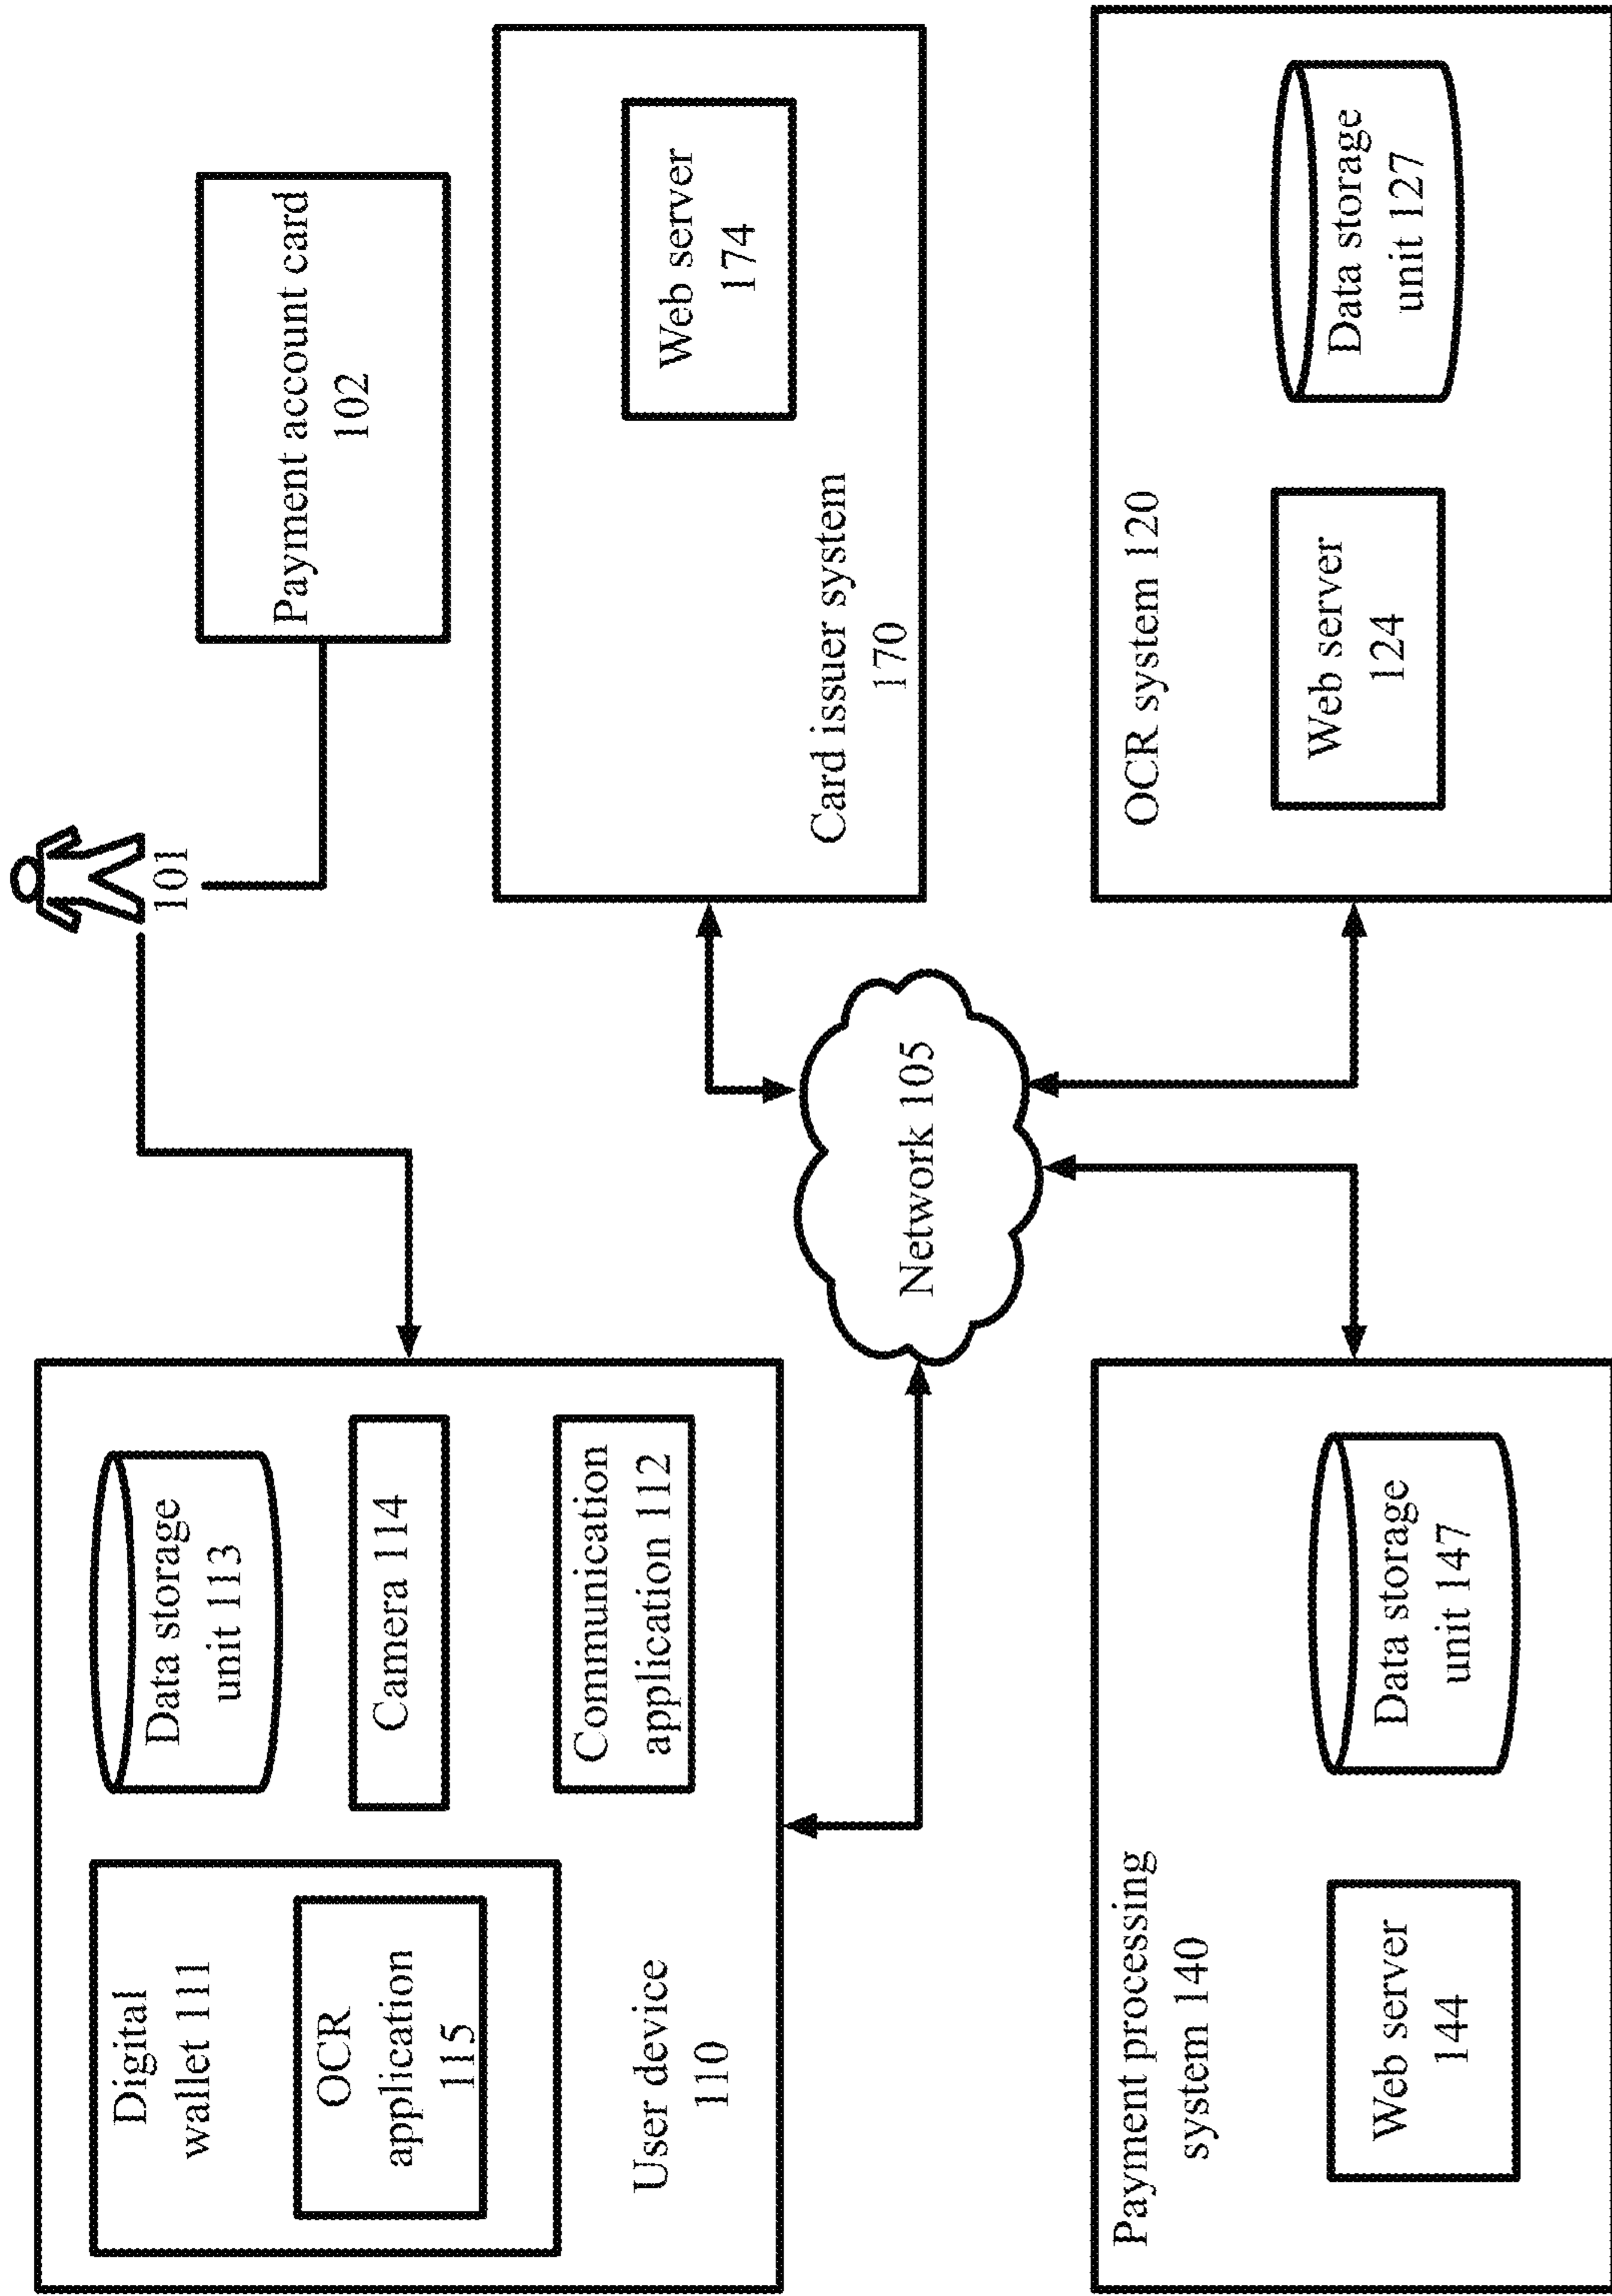 101
Payment account card
102
Digital
wallet 111
OCR
application
115
Data storage
unit 113
Camera 114
Communication
application 112
User device
110
Web server
174
Card issuer system
170
Network 105
Payment processing
system 140
Web server
144
Data storage
unit 147
OCR system 120
Web server
124
Data storage
unit 127